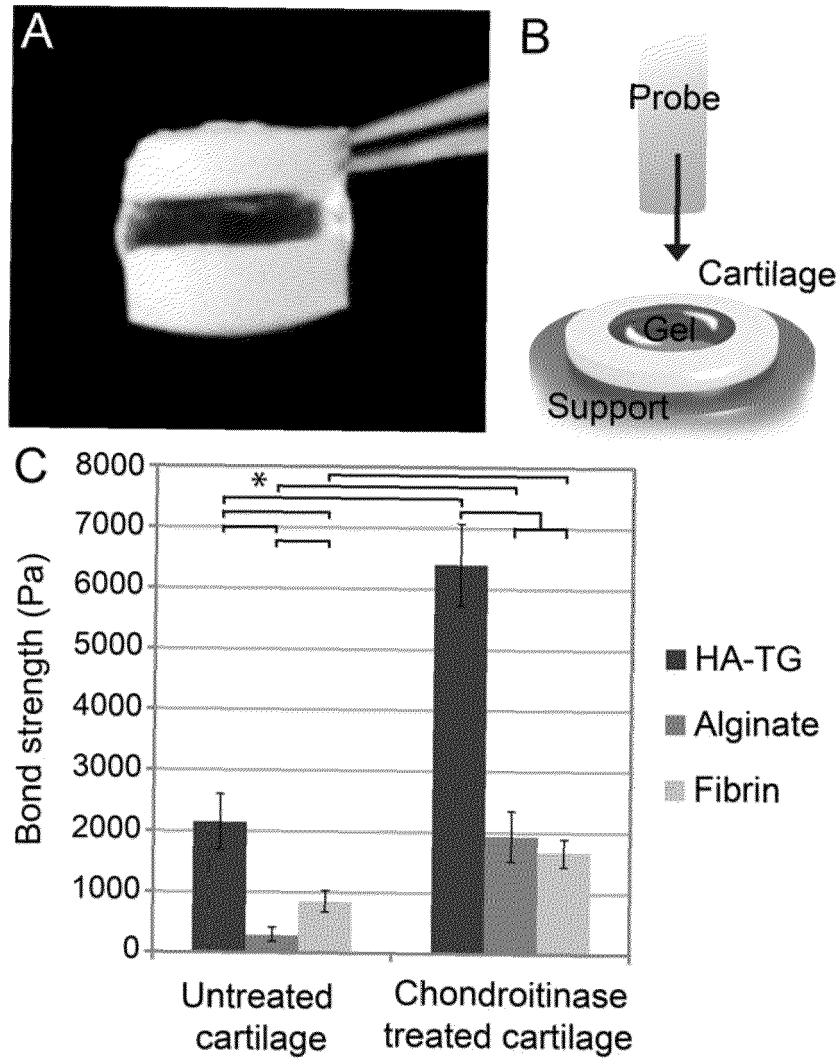 A
B
Probe
Cartilage
Gel
Support
C
Bond strength (Pa)
8000
7000
6000
5000
4000
3000
2000
1000
0
*
HA-TG
Alginate
Fibrin
Untreated
cartilage
Chondroitinase
treated cartilage